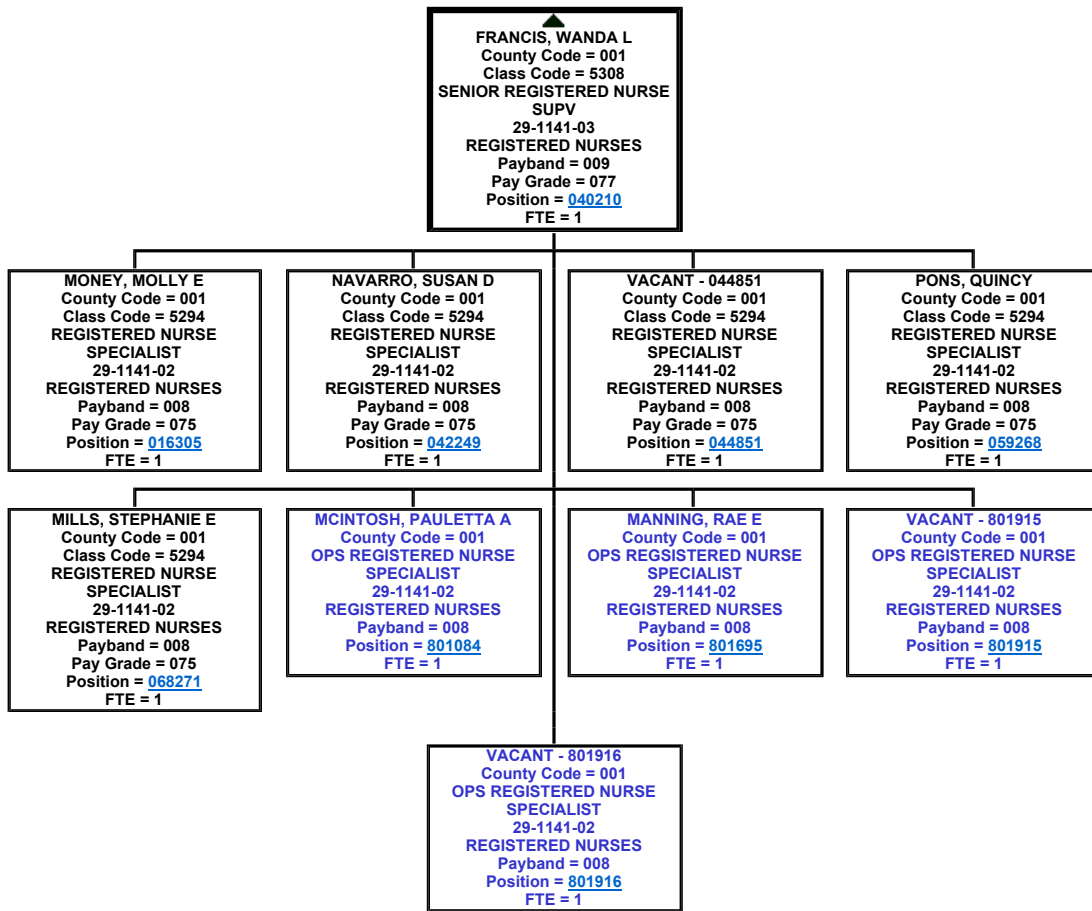 FRANCIS, WANDA L
County Code = 001
Class Code = 5308
SENIOR REGISTERED NURSE
SUPV
29-1141-03
REGISTERED NURSES
Payband = 009
Pay Grade = 077
Position = 040210
FTE = 1
MONEY, MOLLY E
County Code = 001
Class Code = 5294
REGISTERED NURSE
SPECIALIST
29-1141-02
REGISTERED NURSES
Payband = 008
Pay Grade = 075
Position = 016305
FTE = 1
NAVARRO, SUSAN D
County Code = 001
Class Code = 5294
REGISTERED NURSE
SPECIALIST
29-1141-02
REGISTERED NURSES
Payband = 008
Pay Grade = 075
Position = 042249
FTE = 1
VACANT - 044851
County Code = 001
Class Code = 5294
REGISTERED NURSE
SPECIALIST
29-1141-02
REGISTERED NURSES
Payband = 008
Pay Grade = 075
Position = 044851
FTE = 1
PONS, QUINCY
County Code = 001
Class Code = 5294
REGISTERED NURSE
SPECIALIST
29-1141-02
REGISTERED NURSES
Payband = 008
Pay Grade = 075
Position = 059268
FTE = 1
MILLS, STEPHANIE E
County Code = 001
Class Code = 5294
REGISTERED NURSE
SPECIALIST
29-1141-02
REGISTERED NURSES
Payband = 008
Pay Grade = 075
Position = 068271
FTE = 1
MCINTOSH, PAULETTA A
County Code = 001
OPS REGISTERED NURSE
SPECIALIST
29-1141-02
REGISTERED NURSES
Payband = 008
Position = 801084
FTE = 1
MANNING, RAE E
County Code = 001
OPS REGSISTERED NURSE
SPECIALIST
29-1141-02
REGISTERED NURSES
Payband = 008
Position = 801695
FTE = 1
VACANT - 801915
County Code = 001
OPS REGISTERED NURSE
SPECIALIST
29-1141-02
REGISTERED NURSES
Payband = 008
Position = 801915
FTE = 1
VACANT - 801916
County Code = 001
OPS REGISTERED NURSE
SPECIALIST
29-1141-02
REGISTERED NURSES
Payband = 008
Position = 801916
FTE = 1